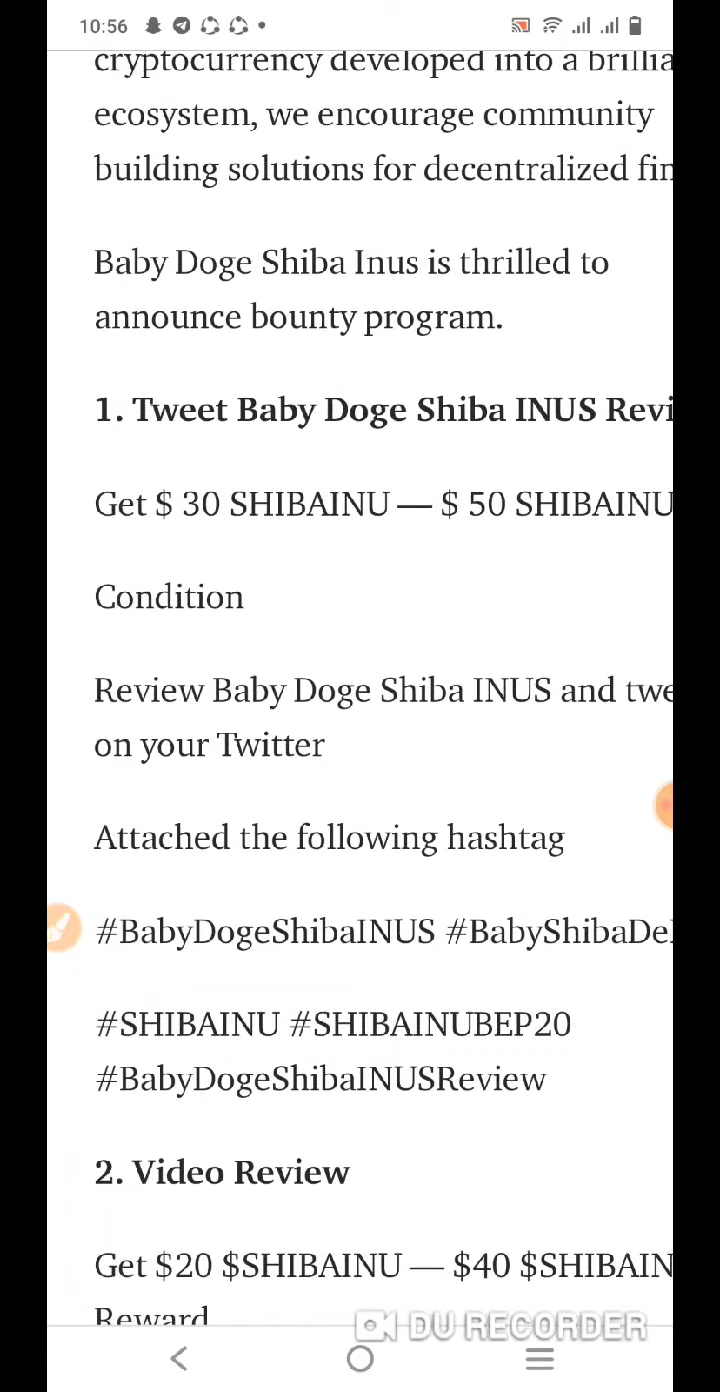 10:56
cryptocurrency developed into a brillia
ecosystem, we encourage community
building solutions for decentralized fin
Baby Doge Shiba Inus is thrilled to
announce bounty program.
1. Tweet Baby Doge Shiba INUS Revi
Get $ 30 SHIBAINU — $ 50 SHIBAINU
Condition
Review Baby Doge Shiba INUS and twe
on your Twitter
Attached the following hashtag
#BabyDogeShibaINUS #BabyShibaDe
#SHIBAINU #SHIBAINUBEP20
#BabyDogeShibaINUSReview
2. Video Review
Get $20 $SHIBAINU — $40 $SHIBAIN
Reward
DU RECORDER